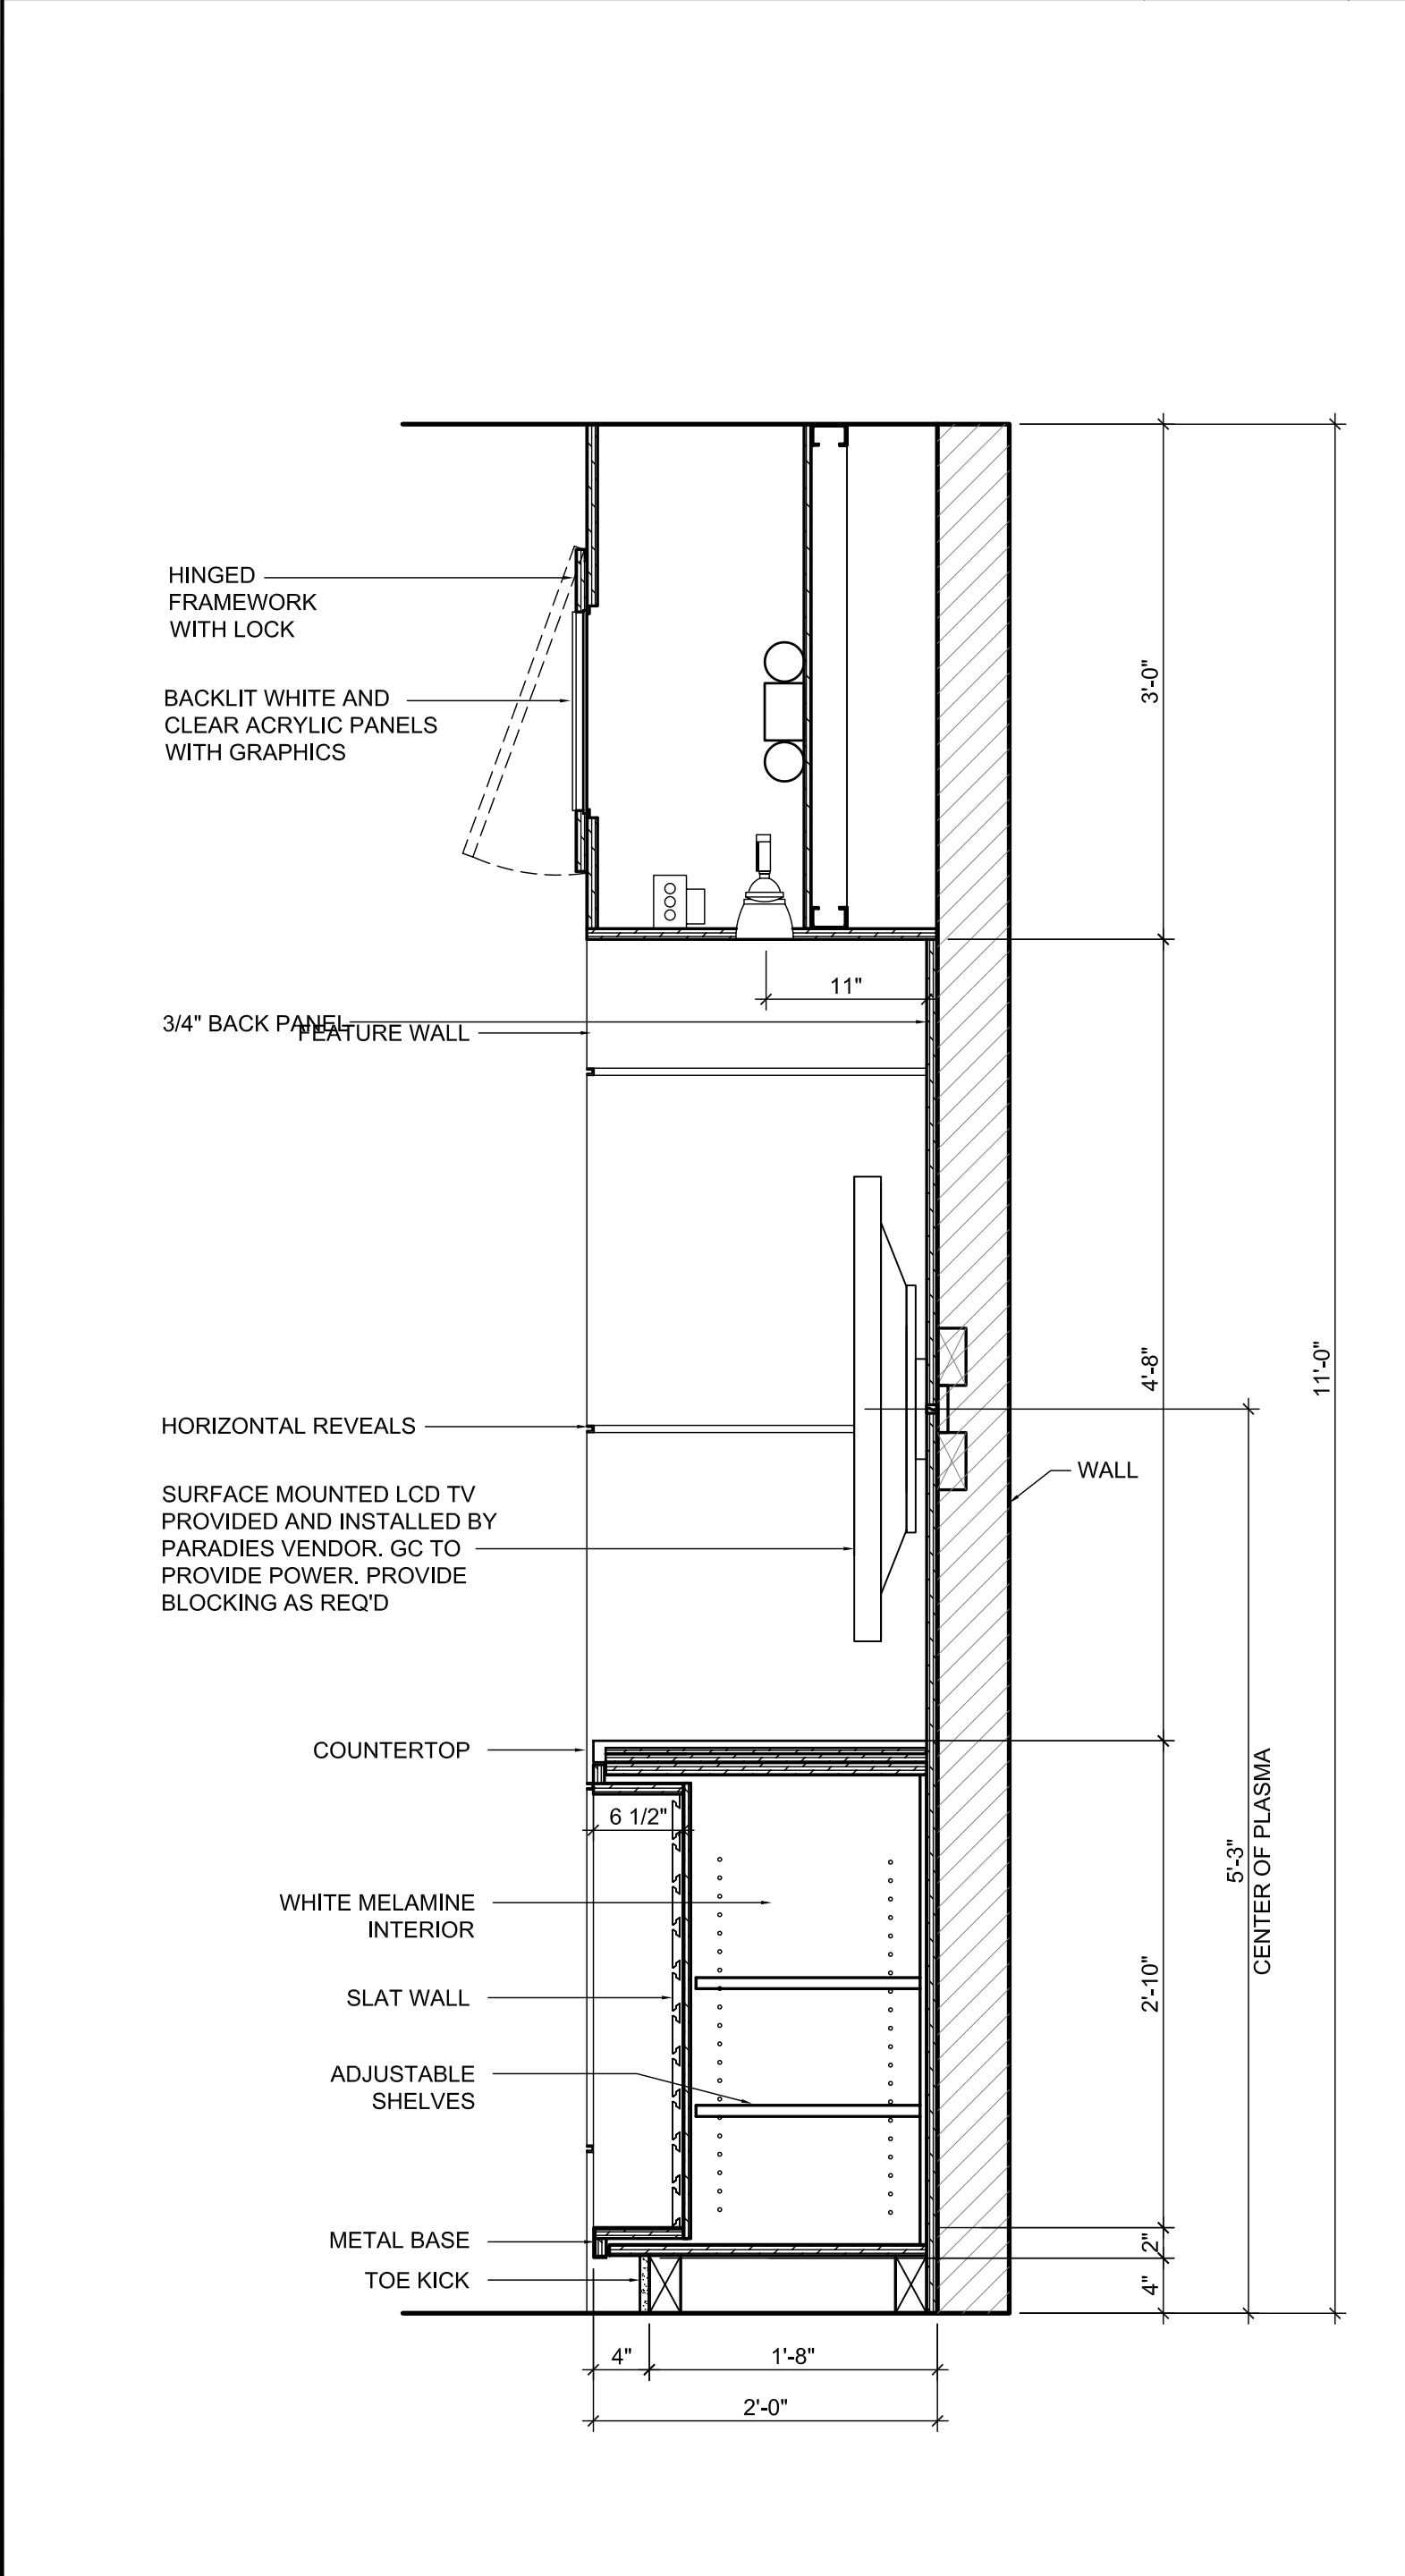 HINGED
FRAMEWORK
WITH LOCK
BACKLIT WHITE AND
CLEAR ACRYLIC PANELS
WITH GRAPHICS
3'-0"
11"
3/4" BACK PANEL
FEATURE WALL
4'-8"
11'-0"
HORIZONTAL REVEALS
WALL
SURFACE MOUNTED LCD TV
PROVIDED AND INSTALLED BY
PARADIES VENDOR. GC TO
PROVIDE POWER. PROVIDE
BLOCKING AS REQ'D
COUNTERTOP
6 1/2"
5'-3"
CENTER OF PLASMA
WHITE MELAMINE
INTERIOR
SLAT WALL
2'-10"
ADJUSTABLE
SHELVES
METAL BASE
2"
TOE KICK
4"
4"
1'-8"
2'-0"